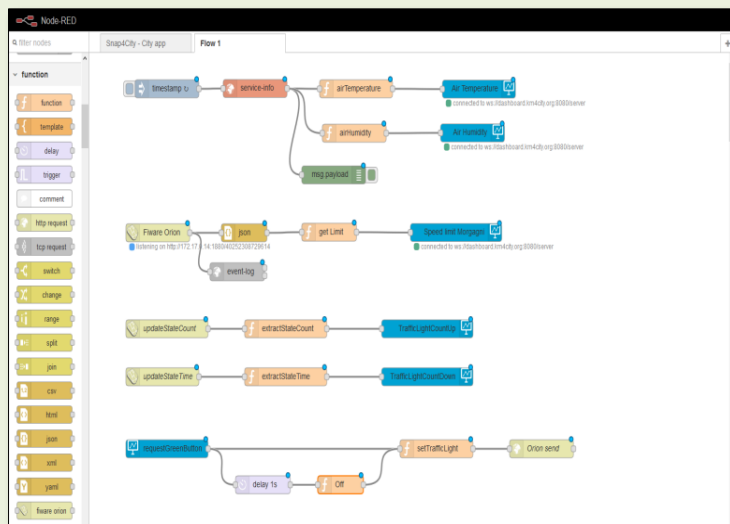 Node-RED
filter nodes
Snap4City - City app
Flow 1
function
function
template
delay
trigger
comment
http request
tcp request
switch
change
range
split
join
csv
html
json
xml
yaml
fiware orion
timestamp ↻
service-info
airTemperature
Air Temperature
connected to ws://dashboard.km4city.org:8080/server
airHumidity
Air Humidity
connected to ws://dashboard.km4city.org:8080/server
msg.payload
Fiware Orion
json
get Limit
Speed limit Morgagni
connected to ws://dashboard.km4city.org:8080/server
event-log
updateStateCount
extractStateCount
TrafficLightCountUp
updateStateTime
extractStateTime
TrafficLightCountDown
requestGreenButton
setTrafficLight
Orion send
delay 1s
Off